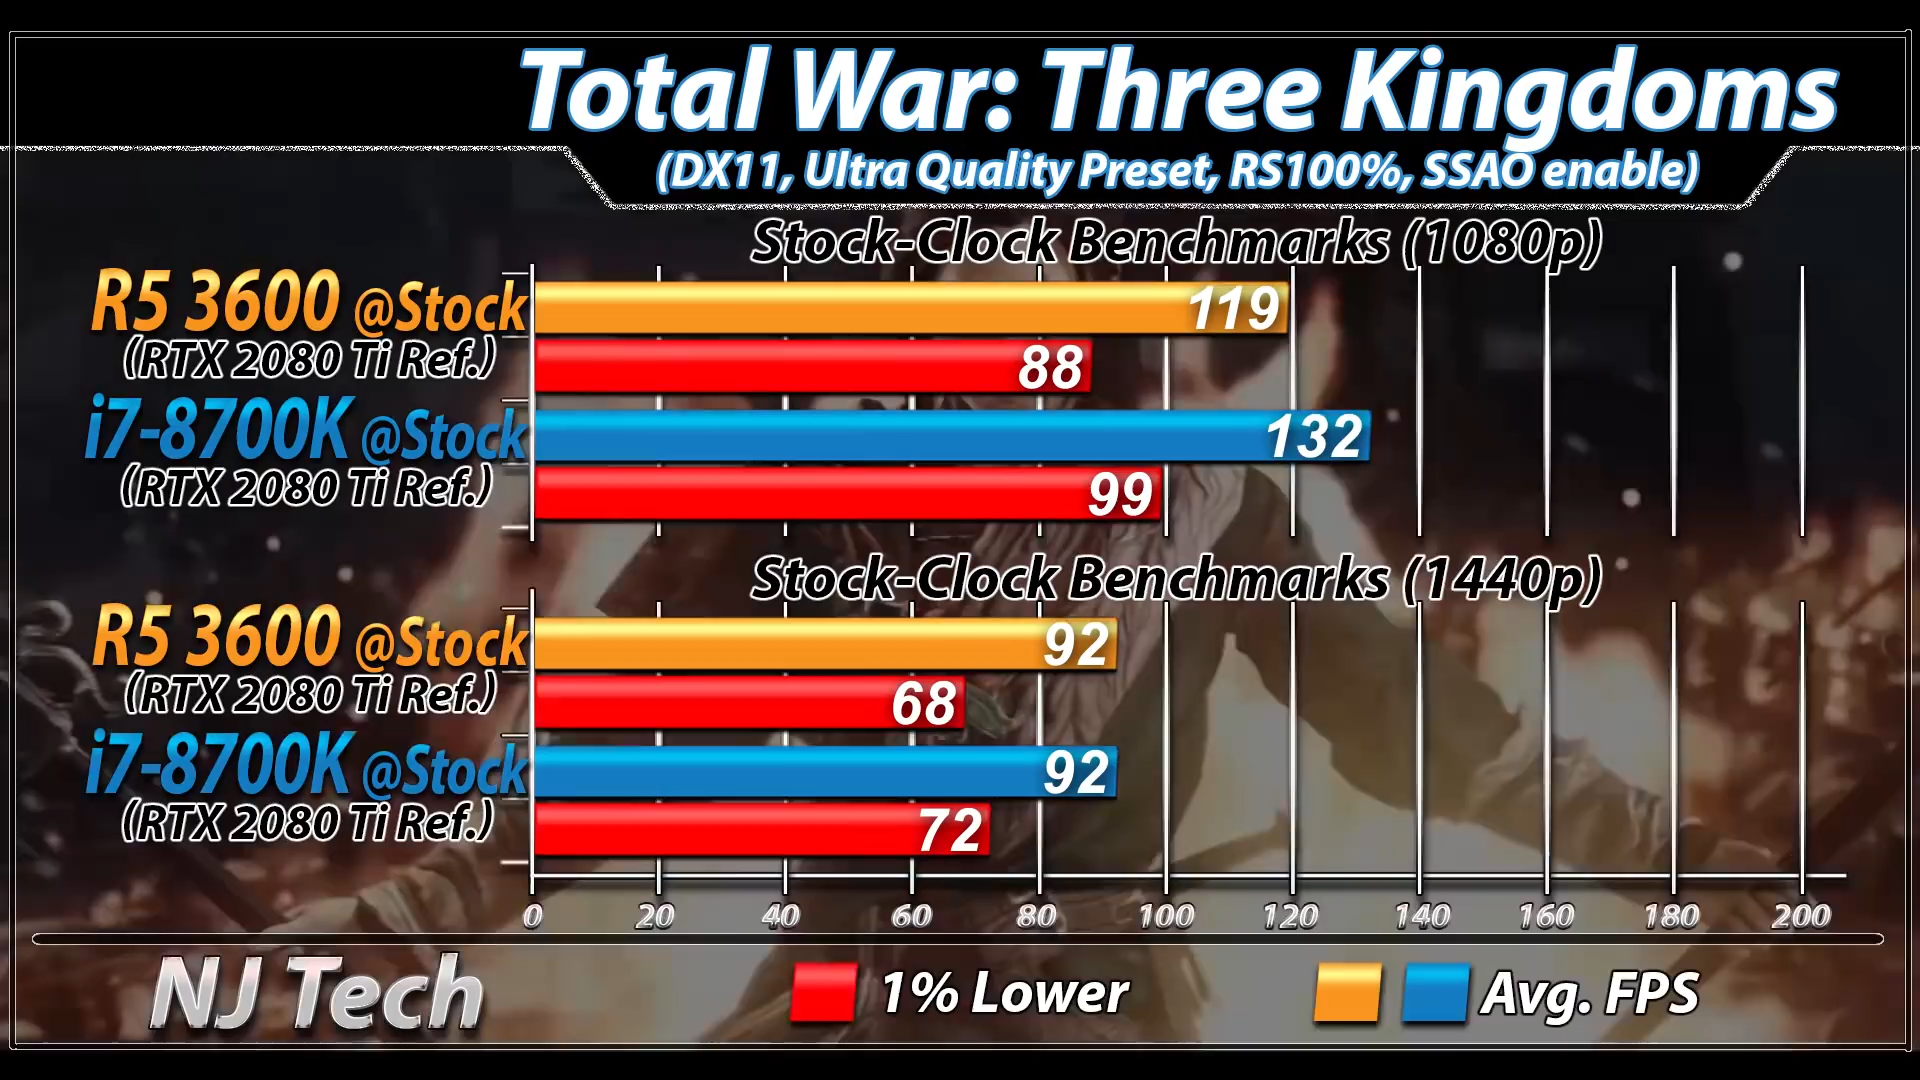 Total War: Three Kingdoms
(DX11, Ultra Quality Preset, RS100%, SSAO enable)
Stock-Clock Benchmarks (1080p)
R5 3600 @Stock
119
(RTX 2080 Ti Ref.)
88
i7-8700K @Stock
132
(RTX 2080 Ti Ref.)
99
Stock-Clock Benchmarks (1440p)
R5 3600 @Stock
92
(RTX 2080 Ti Ref.)
68
i7-8700K @Stock
92
(RTX 2080 Ti Ref.)
72
0 20 40 60 80 100 120 140 160 180 200
NJ Tech
1% Lower
Avg. FPS